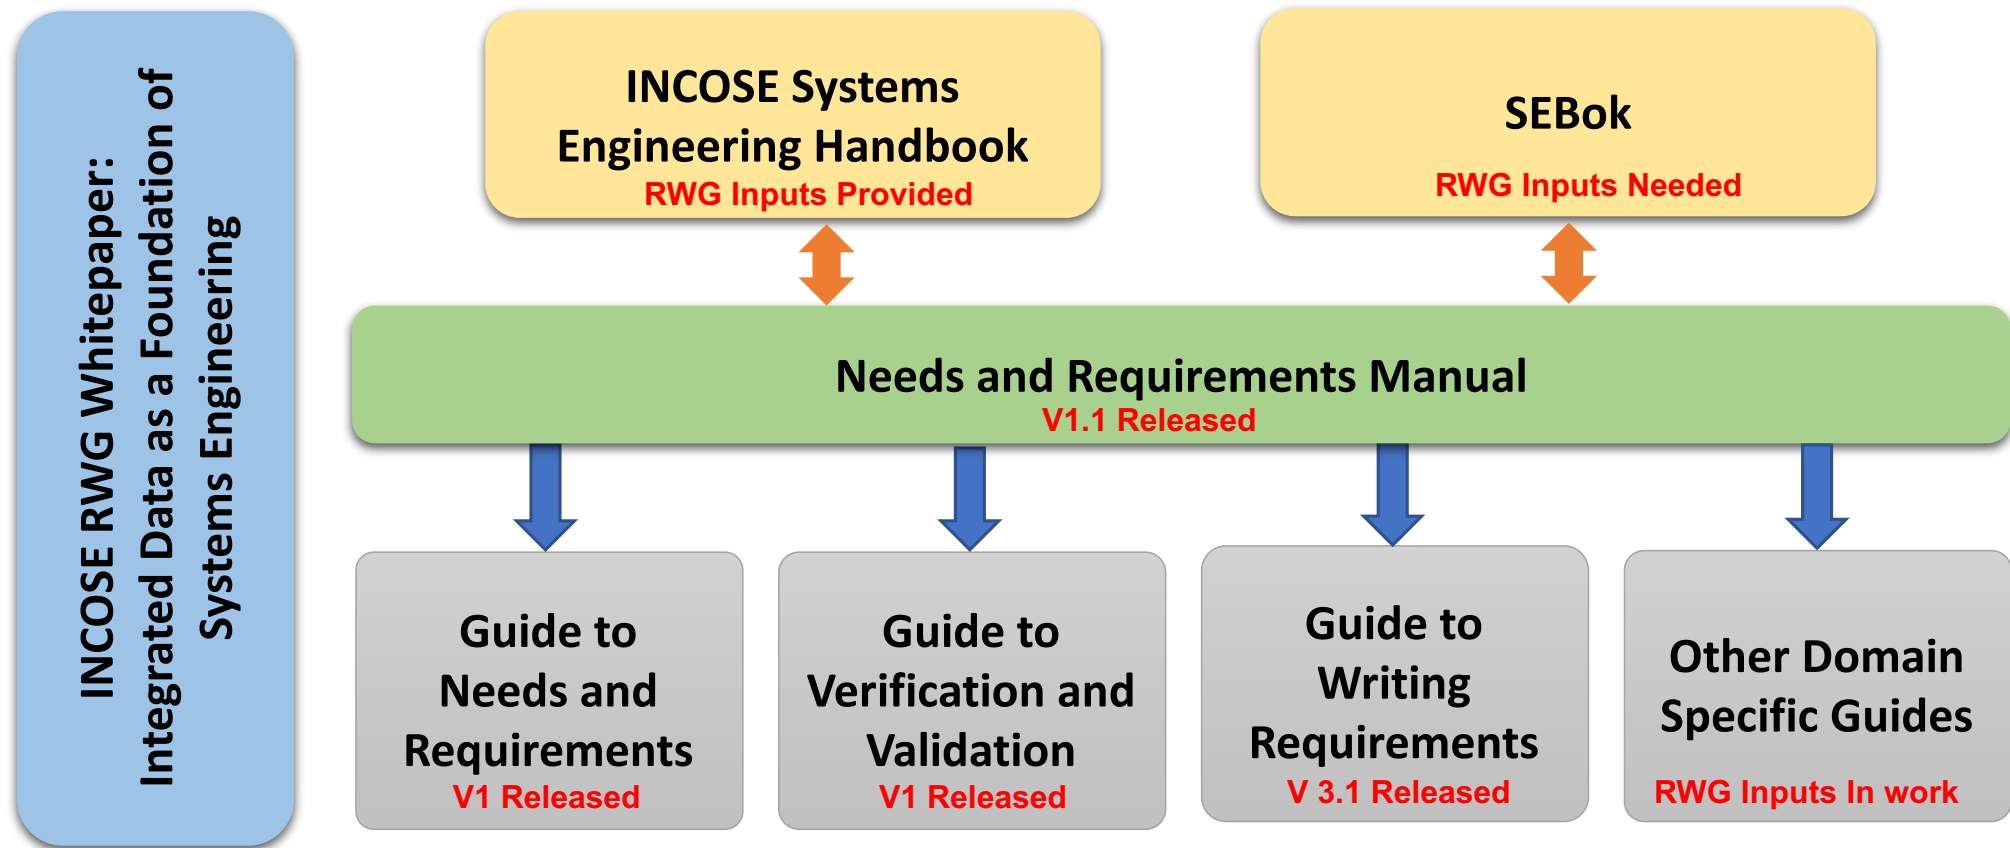 INCOSE RWG Whitepaper:
Integrated Data as a Foundation of
Systems Engineering
INCOSE Systems
Engineering Handbook
RWG Inputs Provided
SEBok
RWG Inputs Needed
Needs and Requirements Manual
V1.1 Released
Guide to
Needs and
Requirements
V1 Released
Guide to
Verification and
Validation
V1 Released
Guide to
Writing
Requirements
V 3.1 Released
Other Domain
Specific Guides
RWG Inputs In work